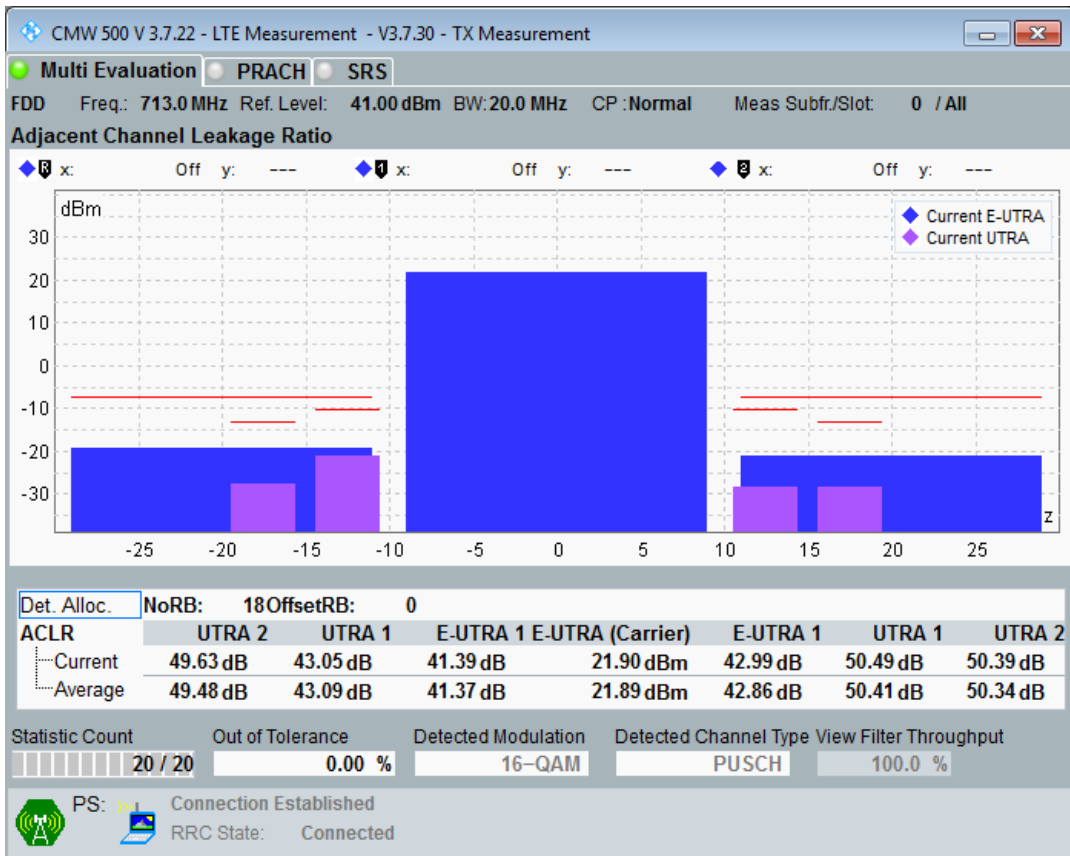 CMW 500 V 3.7.22 - LTE Measurement - V3.7.30 - TX Measurement
Multi Evaluation PRACH SRS
FDD Freq.: 713.0 MHz Ref. Level: 41.00 dBm BW: 20.0 MHz CP : Normal Meas Subfr./Slot: 0 / All
Adjacent Channel Leakage Ratio
R x: Off y: --- 1 x: Off y: --- 2 x: Off y: ---
dBm
Current E-UTRA
Current UTRA
30
20
10
0
-10
-20
-30
z
-25 -20 -15 -10 -5 0 5 10 15 20 25
Det. Alloc. NoRB: 18 OffsetRB: 0
ACLR UTRA 2 UTRA 1 E-UTRA 1 E-UTRA (Carrier) E-UTRA 1 UTRA 1 UTRA 2
Current 49.63 dB 43.05 dB 41.39 dB 21.90 dBm 42.99 dB 50.49 dB 50.39 dB
Average 49.48 dB 43.09 dB 41.37 dB 21.89 dBm 42.86 dB 50.41 dB 50.34 dB
Statistic Count Out of Tolerance Detected Modulation Detected Channel Type View Filter Throughput
20 / 20 0.00 % 16-QAM PUSCH 100.0 %
PS: Connection Established
RRC State: Connected